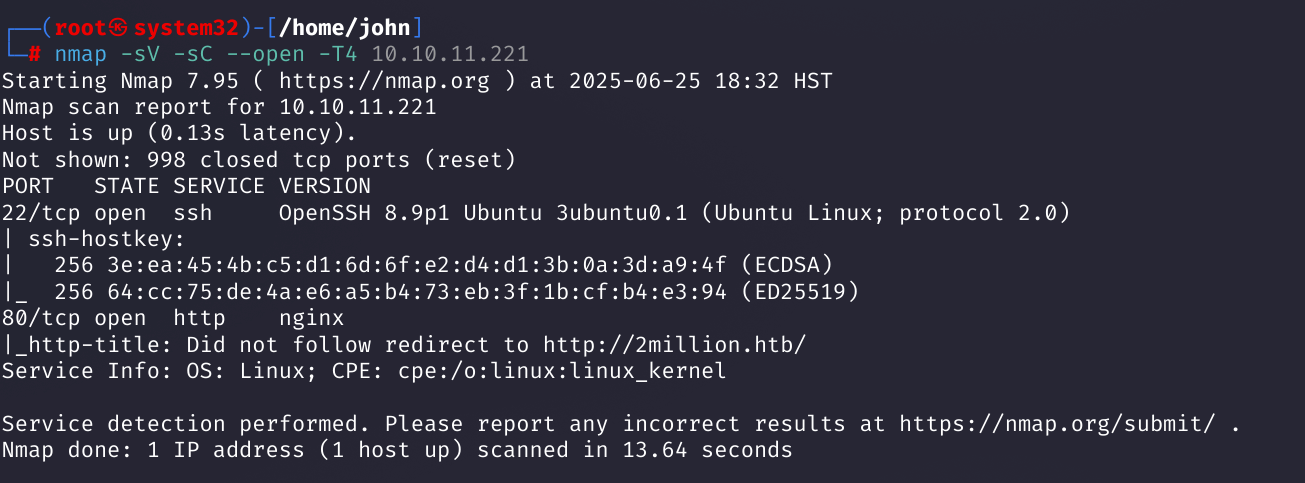 ┌──(root㉿system32)-[/home/john]
└─# nmap -sV -sC --open -T4 10.10.11.221
Starting Nmap 7.95 ( https://nmap.org ) at 2025-06-25 18:32 HST
Nmap scan report for 10.10.11.221
Host is up (0.13s latency).
Not shown: 998 closed tcp ports (reset)
PORT   STATE SERVICE VERSION
22/tcp open  ssh     OpenSSH 8.9p1 Ubuntu 3ubuntu0.1 (Ubuntu Linux; protocol 2.0)
| ssh-hostkey:
|   256 3e:ea:45:4b:c5:d1:6d:6f:e2:d4:d1:3b:0a:3d:a9:4f (ECDSA)
|_  256 64:cc:75:de:4a:e6:a5:b4:73:eb:3f:1b:cf:b4:e3:94 (ED25519)
80/tcp open  http    nginx
|_http-title: Did not follow redirect to http://2million.htb/
Service Info: OS: Linux; CPE: cpe:/o:linux:linux_kernel

Service detection performed. Please report any incorrect results at https://nmap.org/submit/ .
Nmap done: 1 IP address (1 host up) scanned in 13.64 seconds